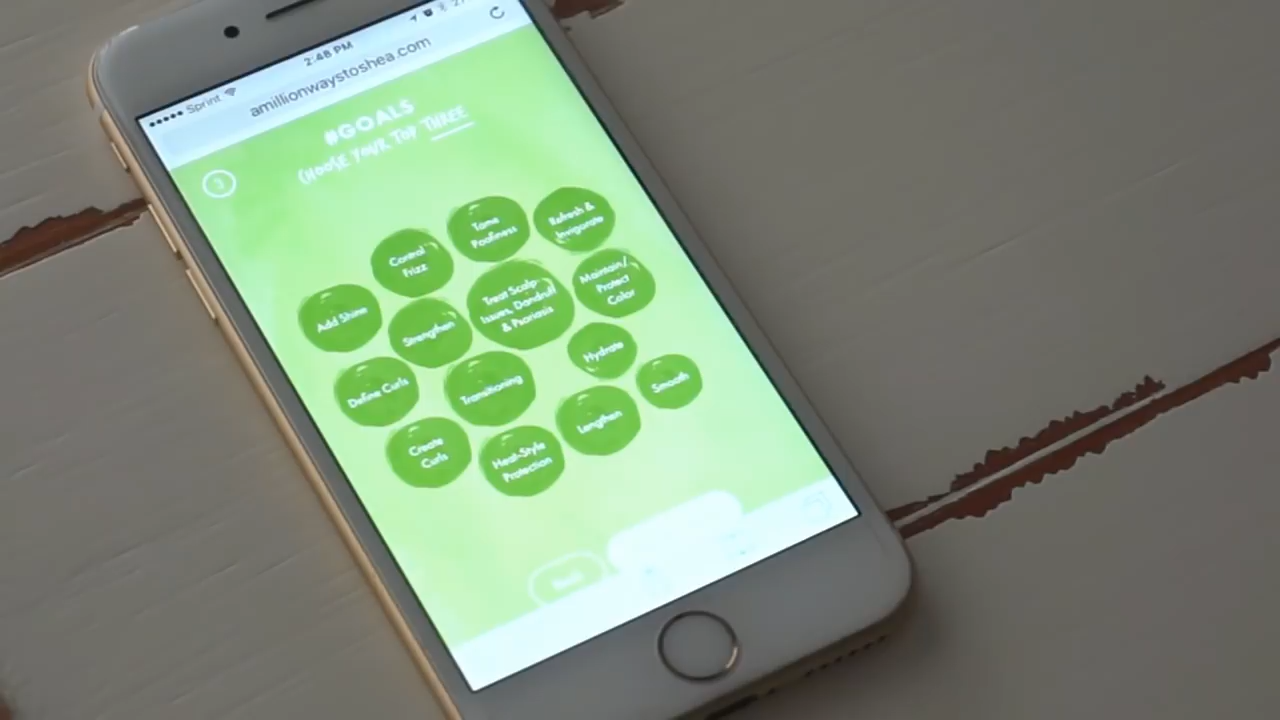 2:48 PM
Sprint
amillionwaystoshea.com
#GOALS
CHOOSE YOUR TOP THREE
3
Tame
Poofiness
Refresh &
Invigorate
Control
Frizz
Add Shine
Strengthen
Treat Scalp
Issues, Dandruff
& Psoriasis
Maintain/
Protect
Color
Hydrate
Define Curls
Transitioning
Smooth
Create
Curls
Heat-Style
Protection
Lengthen